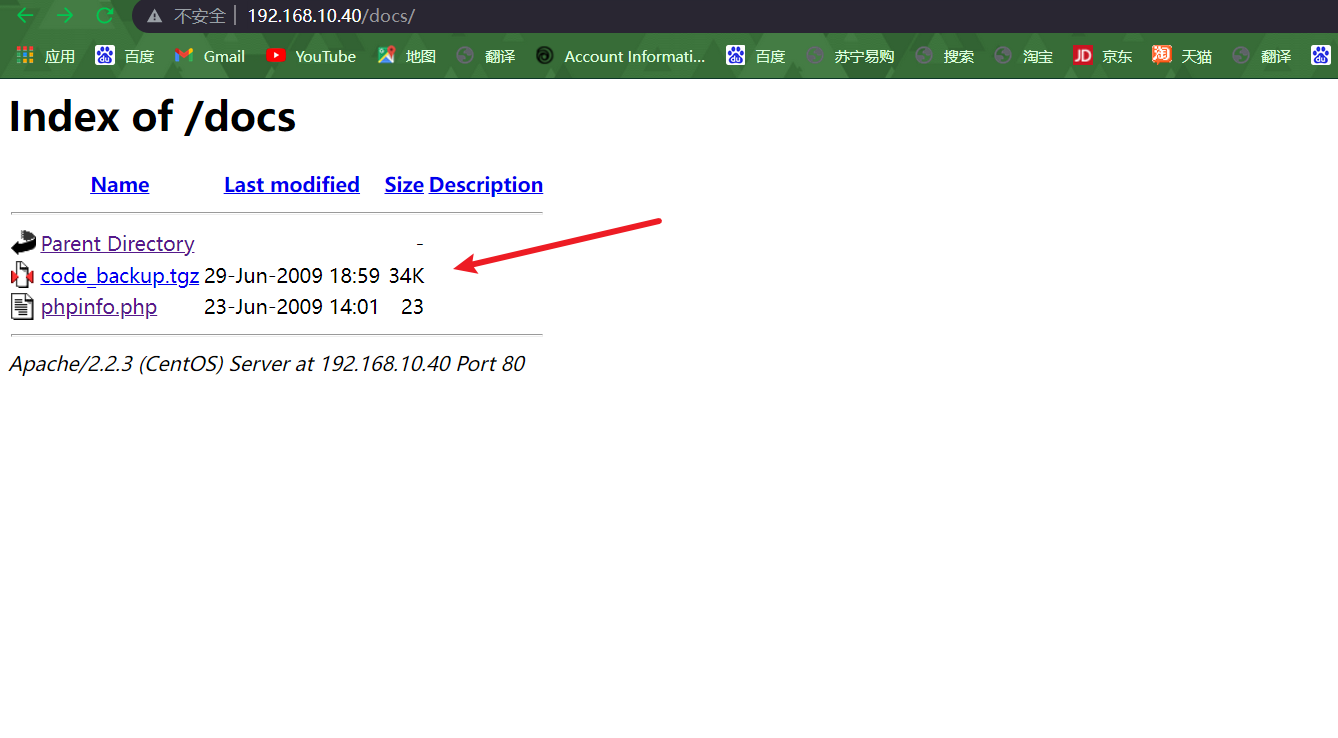 不安全 192.168.10.40/docs/
应用 百度 Gmail YouTube 地图 翻译 Account Informati... 百度 苏宁易购 搜索 淘宝 JD 京东 淘 天猫 翻译
Index of /docs
Name Last modified Size Description
Parent Directory -
code_backup.tgz 29-Jun-2009 18:59 34K
phpinfo.php 23-Jun-2009 14:01 23
Apache/2.2.3 (CentOS) Server at 192.168.10.40 Port 80